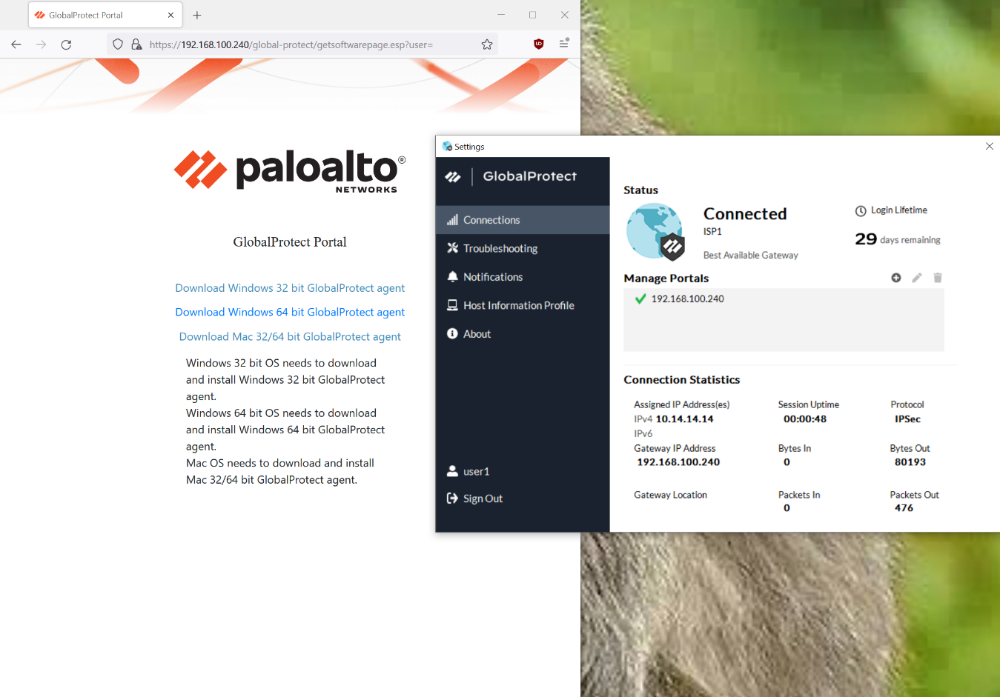 GlobalProtect Portal
https://192.168.100.240/global-protect/getsoftwarepage.esp?user=
paloalto®
NETWORKS
GlobalProtect Portal
Download Windows 32 bit GlobalProtect agent
Download Windows 64 bit GlobalProtect agent
Download Mac 32/64 bit GlobalProtect agent
Windows 32 bit OS needs to download
and install Windows 32 bit GlobalProtect
agent.
Windows 64 bit OS needs to download
and install Windows 64 bit GlobalProtect
agent.
Mac OS needs to download and install
Mac 32/64 bit GlobalProtect agent.
Settings
GlobalProtect
Connections
Troubleshooting
Notifications
Host Information Profile
About
user1
Sign Out
Status
Connected
ISP1
Best Available Gateway
Login Lifetime
29 days remaining
Manage Portals
192.168.100.240
Connection Statistics
Assigned IP Address(es) Session Uptime Protocol
IPv4 10.14.14.14 00:00:48 IPSec
IPv6
Gateway IP Address Bytes In Bytes Out
192.168.100.240 0 80193
Gateway Location Packets In Packets Out
0 476